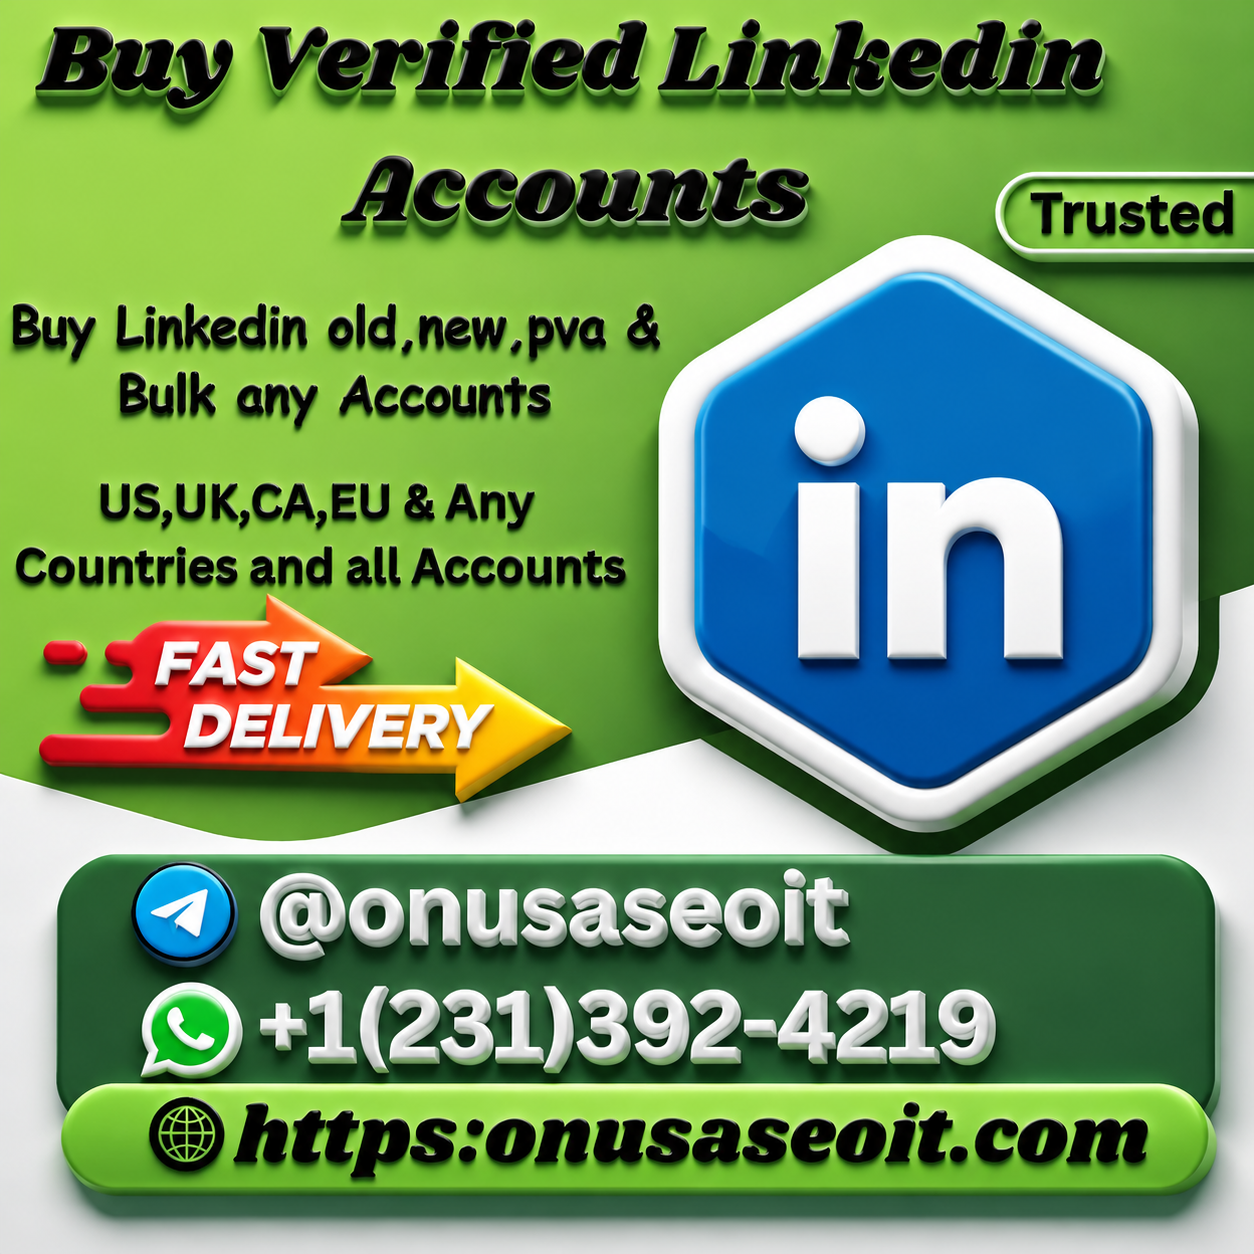 Buy Verified Linkedin
Accounts
Trusted
Buy Linkedin old,new,pva &
Bulk any Accounts
US,UK,CA,EU & Any
Countries and all Accounts
in
FAST
DELIVERY
@onusaseoit
+1(231)392-4219
https:onusaseoit.com